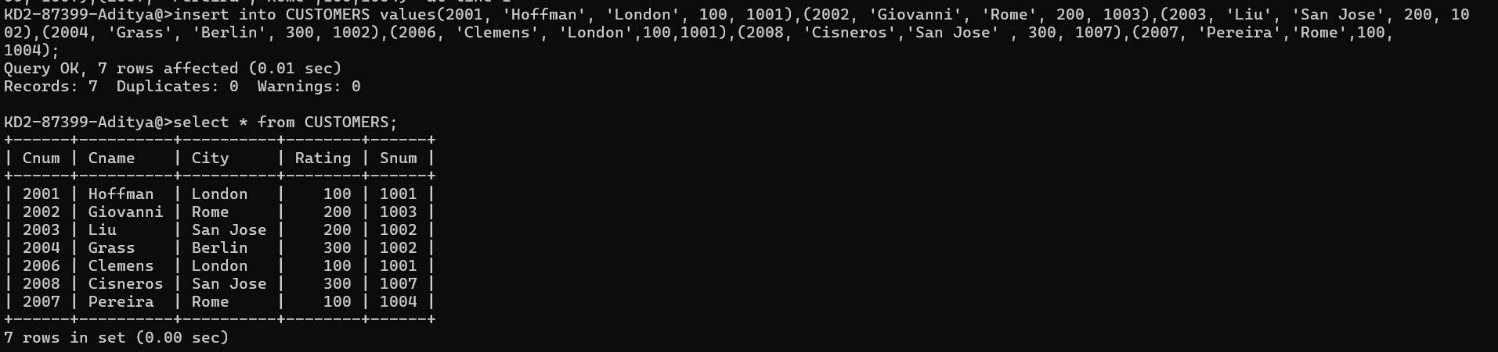 KD2-87399-Aditya@>insert into CUSTOMERS values(2001, 'Hoffman', 'London', 100, 1001),(2002, 'Giovanni', 'Rome', 200, 1003),(2003, 'Liu', 'San Jose', 200, 10
02),(2004, 'Grass', 'Berlin', 300, 1002),(2006, 'Clemens', 'London',100,1001),(2008, 'Cisneros','San Jose' , 300, 1007),(2007, 'Pereira','Rome',100,
1004);
Query OK, 7 rows affected (0.01 sec)
Records: 7  Duplicates: 0  Warnings: 0
KD2-87399-Aditya@>select * from CUSTOMERS;
+------+----------+----------+--------+------+
| Cnum | Cname    | City     | Rating | Snum |
+------+----------+----------+--------+------+
| 2001 | Hoffman  | London   |    100 | 1001 |
| 2002 | Giovanni | Rome     |    200 | 1003 |
| 2003 | Liu      | San Jose |    200 | 1002 |
| 2004 | Grass    | Berlin   |    300 | 1002 |
| 2006 | Clemens  | London   |    100 | 1001 |
| 2008 | Cisneros | San Jose |    300 | 1007 |
| 2007 | Pereira  | Rome     |    100 | 1004 |
+------+----------+----------+--------+------+
7 rows in set (0.00 sec)